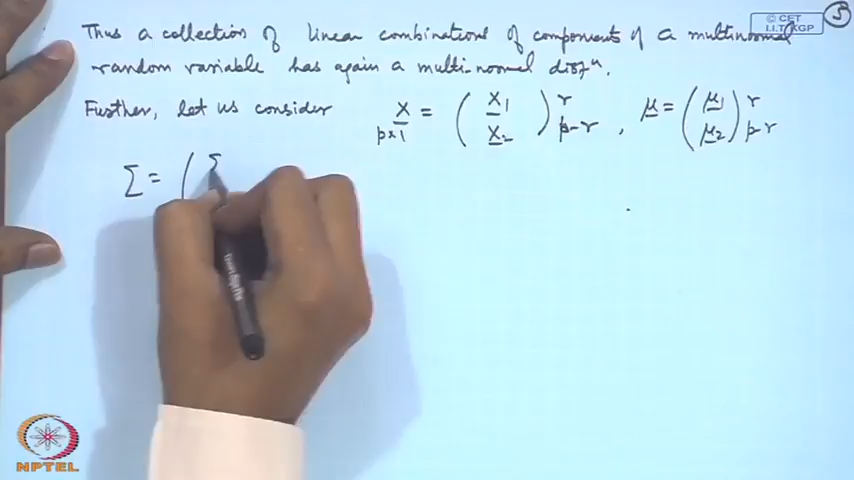 © CET
I.I.T. KGP
5
Thus a collection of linear combinations of components of a multinormal
random variable has again a multi-normal distⁿ.
Further, let us consider X p×1 = ( X1 X2 ) r p-r , μ = ( μ1 μ2 ) r p-r
Σ = ( Σ
NPTEL